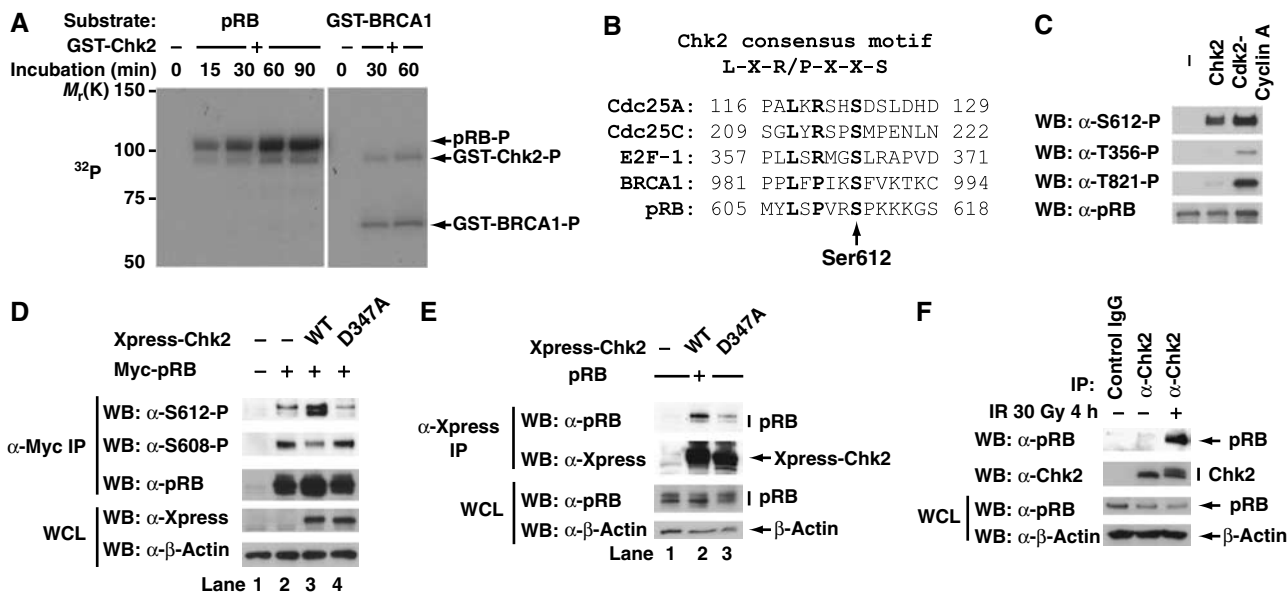 A
Substrate: pRB GST-BRCA1
GST-Chk2 – + – +
Incubation (min) 0 15 30 60 90 0 30 60
Mr(K)
150
100
75
50
32P
pRB-P
GST-Chk2-P
GST-BRCA1-P
B
Chk2 consensus motif
L-X-R/P-X-X-S
Cdc25A: 116 PALKRSHSDSLDHD 129
Cdc25C: 209 SGLYRSPSMPENLN 222
E2F-1: 357 PLLSRMGSLRAPVD 371
BRCA1: 981 PPLFPIKSFVKTKC 994
pRB: 605 MYLSPVRSPKKKGS 618
Ser612
C
– Chk2 Cdk2-Cyclin A
WB: α-S612-P
WB: α-T356-P
WB: α-T821-P
WB: α-pRB
D
Xpress-Chk2 – – WT D347A
Myc-pRB – + + +
α-Myc IP
WB: α-S612-P
WB: α-S608-P
WB: α-pRB
WCL
WB: α-Xpress
WB: α-β-Actin
Lane 1 2 3 4
E
Xpress-Chk2 – WT D347A
pRB +
α-Xpress IP
WB: α-pRB pRB
WB: α-Xpress Xpress-Chk2
WCL
WB: α-pRB pRB
WB: α-β-Actin β-Actin
Lane 1 2 3
F
IP: Control IgG α-Chk2 α-Chk2
IR 30 Gy 4 h – – +
WB: α-pRB pRB
WB: α-Chk2 Chk2
WCL
WB: α-pRB pRB
WB: α-β-Actin β-Actin